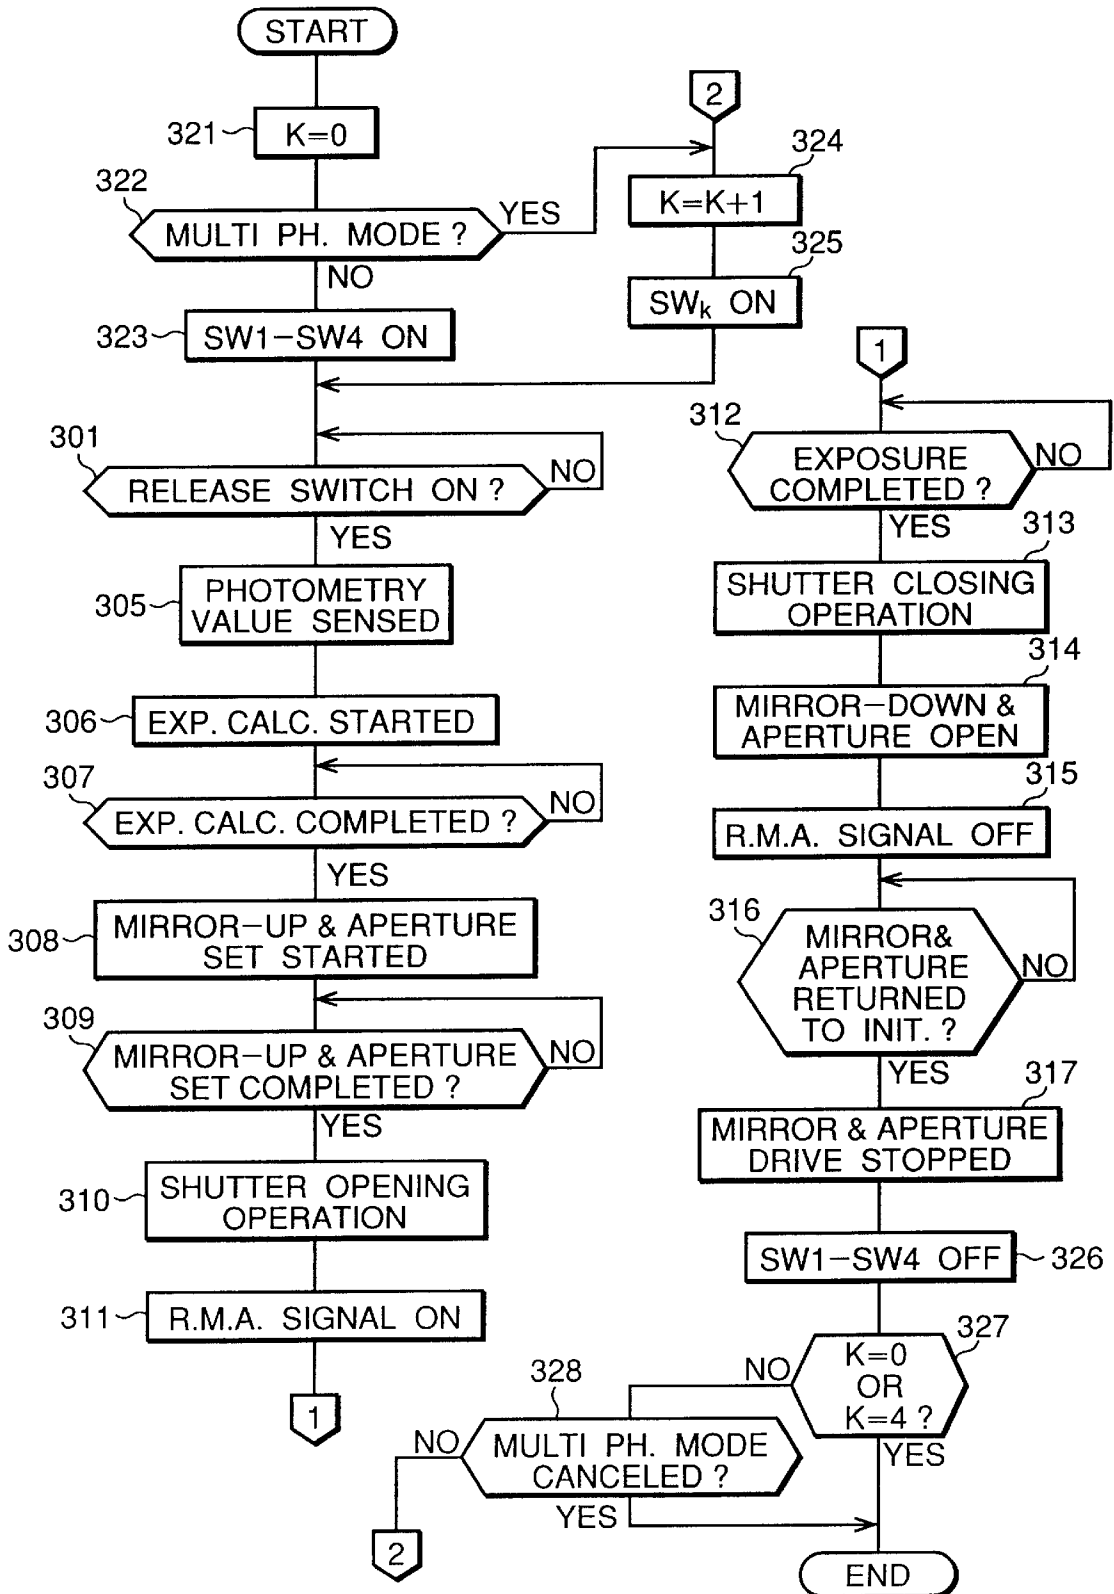 START
321
K=0
322
MULTI PH. MODE ?
YES
NO
323
SW1-SW4 ON
2
324
K=K+1
325
SWk ON
301
RELEASE SWITCH ON ?
NO
YES
305
PHOTOMETRY
VALUE SENSED
306
EXP. CALC. STARTED
307
EXP. CALC. COMPLETED ?
NO
YES
308
MIRROR-UP & APERTURE
SET STARTED
309
MIRROR-UP & APERTURE
SET COMPLETED ?
NO
YES
310
SHUTTER OPENING
OPERATION
311
R.M.A. SIGNAL ON
1
1
312
EXPOSURE
COMPLETED ?
NO
YES
313
SHUTTER CLOSING
OPERATION
314
MIRROR-DOWN &
APERTURE OPEN
315
R.M.A. SIGNAL OFF
316
MIRROR&
APERTURE
RETURNED
TO INIT. ?
NO
YES
317
MIRROR & APERTURE
DRIVE STOPPED
SW1-SW4 OFF
326
327
K=0
OR
K=4 ?
NO
YES
328
MULTI PH. MODE
CANCELED ?
NO
YES
2
END